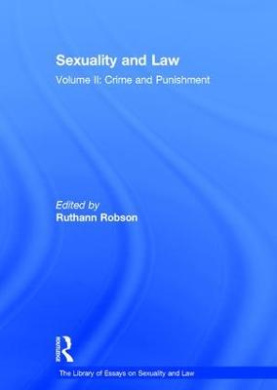 Sexuality and Law
Volume II: Crime and Punishment
Edited by
Ruthann Robson
The Library of Essays on Sexuality and Law